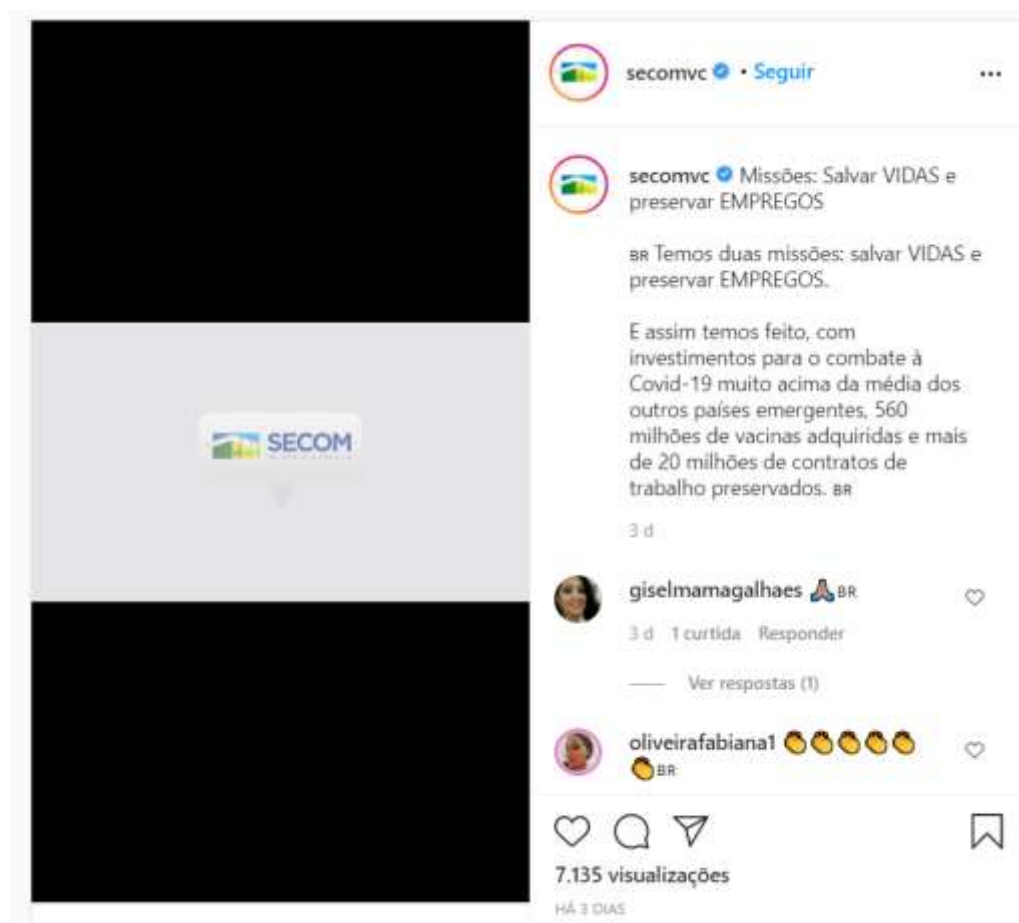 secomvc • Seguir
secomvc Missões: Salvar VIDAS e
preservar EMPREGOS
BR Temos duas missões: salvar VIDAS e
preservar EMPREGOS.
E assim temos feito, com
investimentos para o combate à
Covid-19 muito acima da média dos
outros países emergentes, 560
milhões de vacinas adquiridas e mais
de 20 milhões de contratos de
trabalho preservados. BR
3 d
SECOM
giselmamagalhaes 🙏🏽 BR
3 d 1 curtida Responder
Ver respostas (1)
oliveirafabiana1 👏👏👏👏👏
👏BR
7.135 visualizações
HÁ 3 DIAS